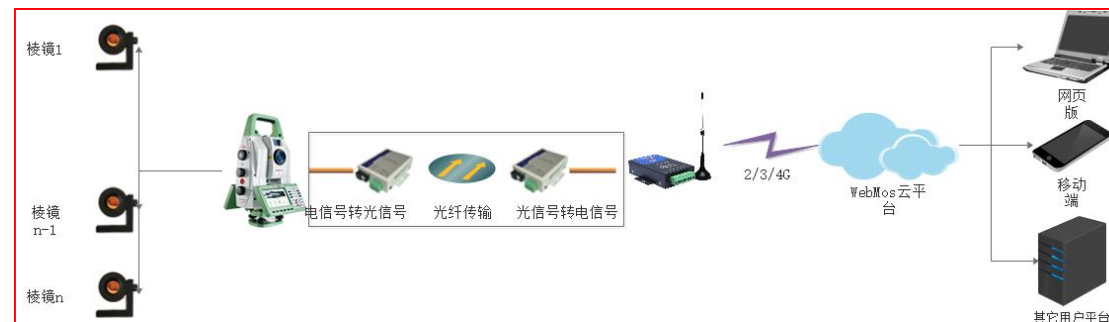 棱镜1
棱镜
n-1
棱镜n
电信号转光信号
光纤传输
光信号转电信号
2/3/4G
WebMos云平
台
网页
版
移动
端
其它用户平台